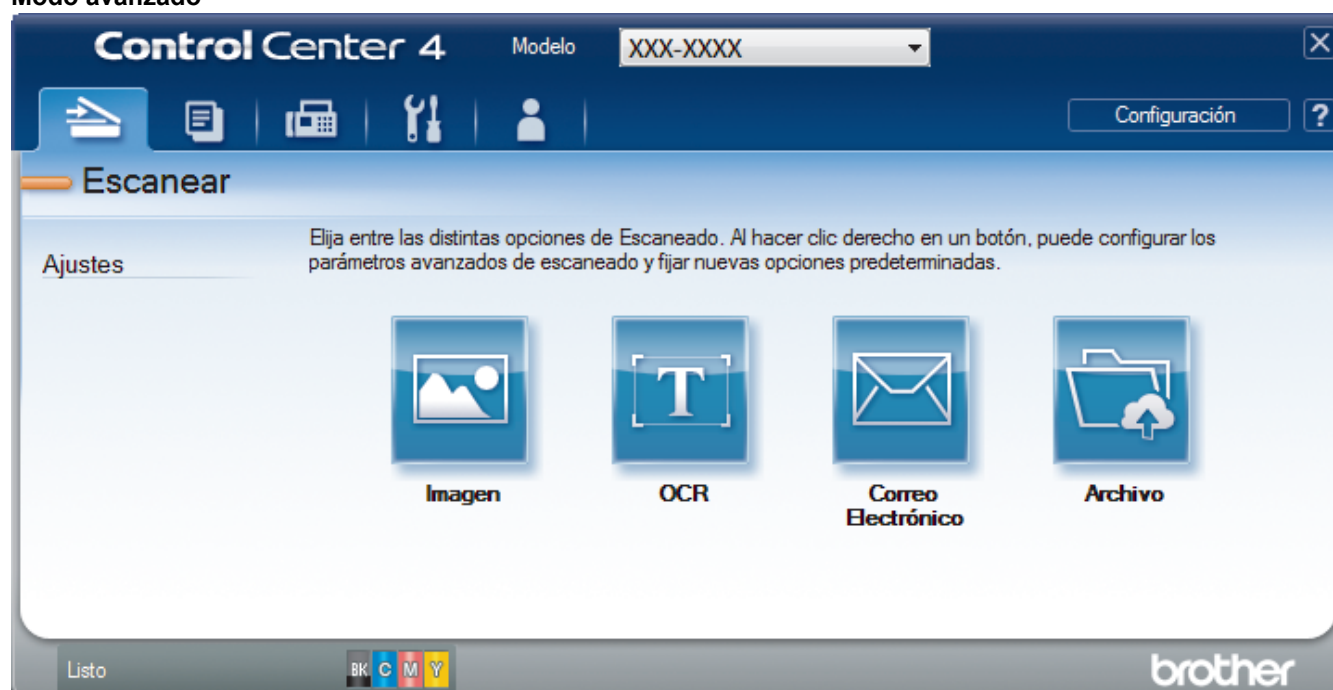 Modo avanzado
Control Center 4 Modelo XXX-XXXX
Configuración ?
Escanear
Ajustes
Elija entre las distintas opciones de Escaneado. Al hacer clic derecho en un botón, puede configurar los
parámetros avanzados de escaneado y fijar nuevas opciones predeterminadas.
T
Imagen OCR Correo Archivo
Electrónico
Listo BK C M Y brother